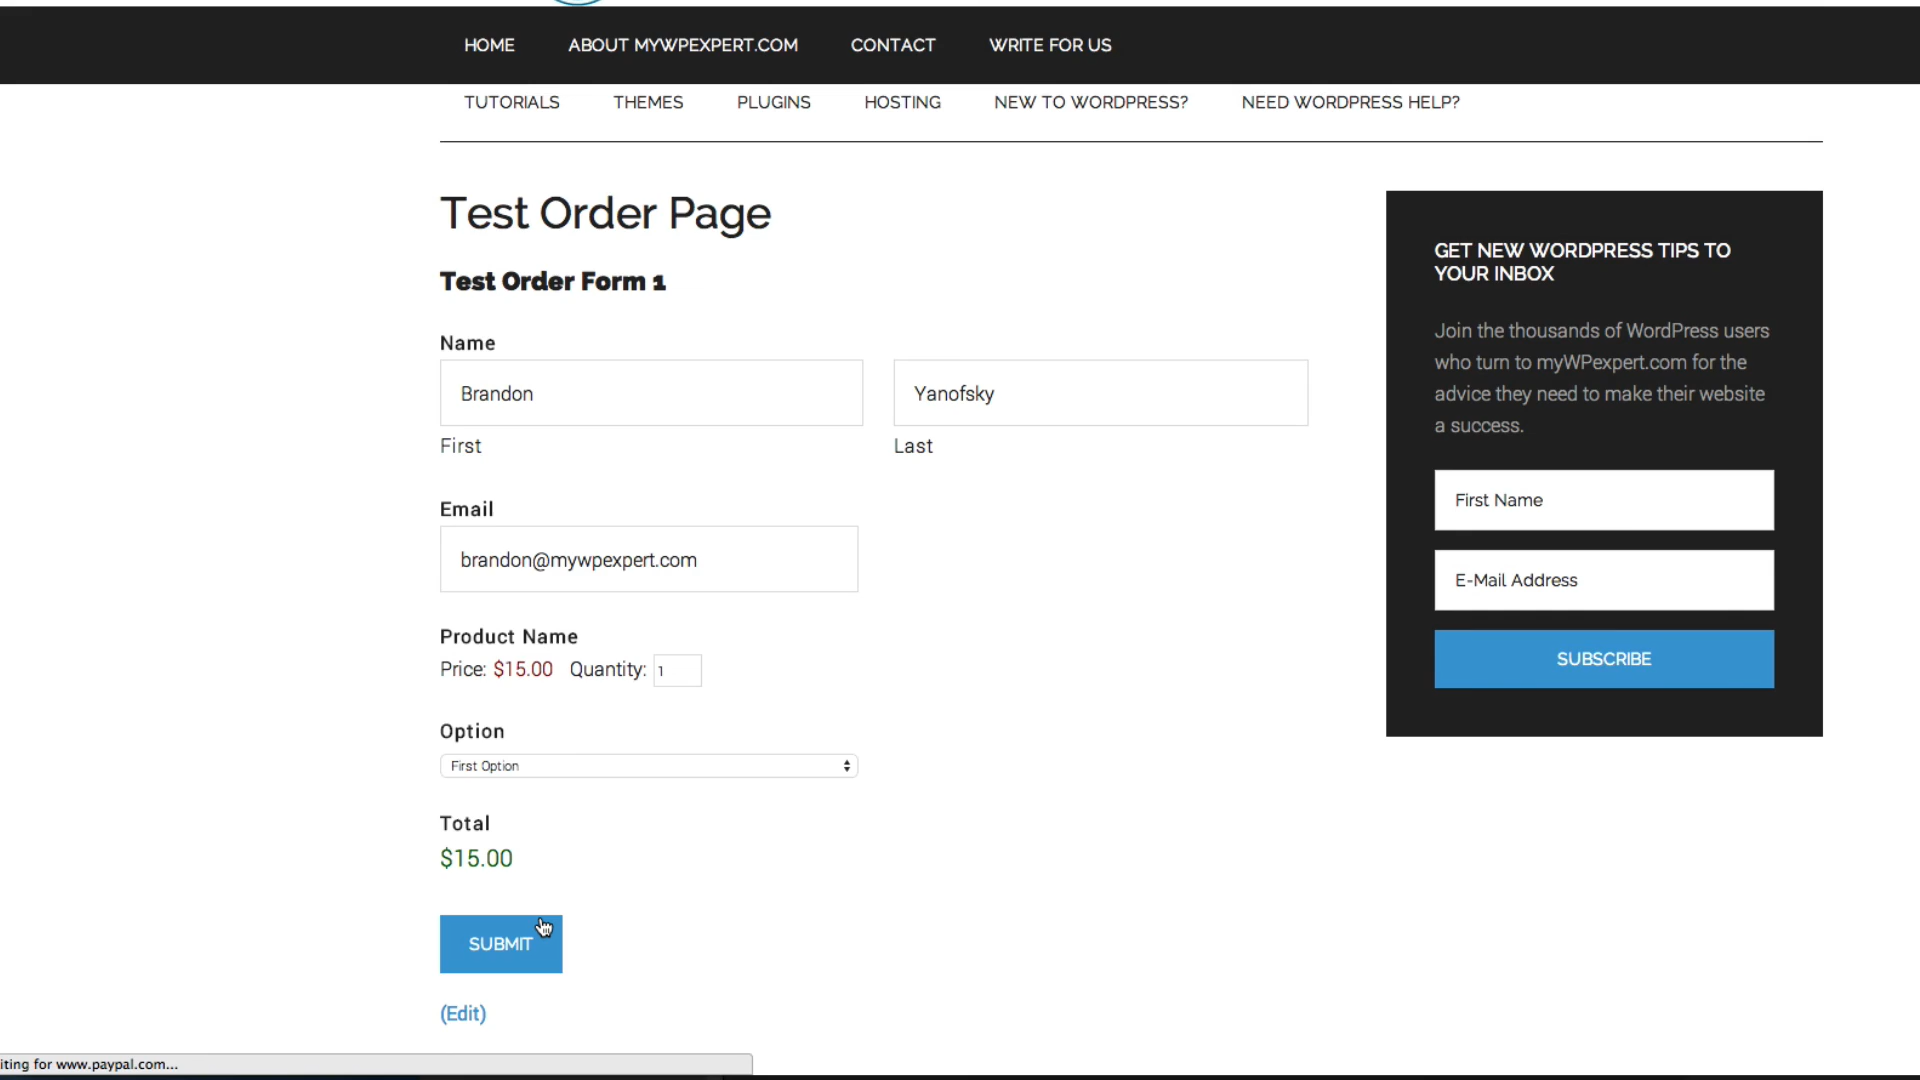 HOME ABOUT MYWPEXPERT.COM CONTACT WRITE FOR US
TUTORIALS THEMES PLUGINS HOSTING NEW TO WORDPRESS? NEED WORDPRESS HELP?
Test Order Page
Test Order Form 1
Name
Brandon Yanofsky
First Last
Email
brandon@mywpexpert.com
Product Name
Price: $15.00 Quantity: 1
Option
First Option
Total
$15.00
SUBMIT
(Edit)
GET NEW WORDPRESS TIPS TO
YOUR INBOX
Join the thousands of WordPress users
who turn to myWPexpert.com for the
advice they need to make their website
a success.
First Name
E-Mail Address
SUBSCRIBE
iting for www.paypal.com...